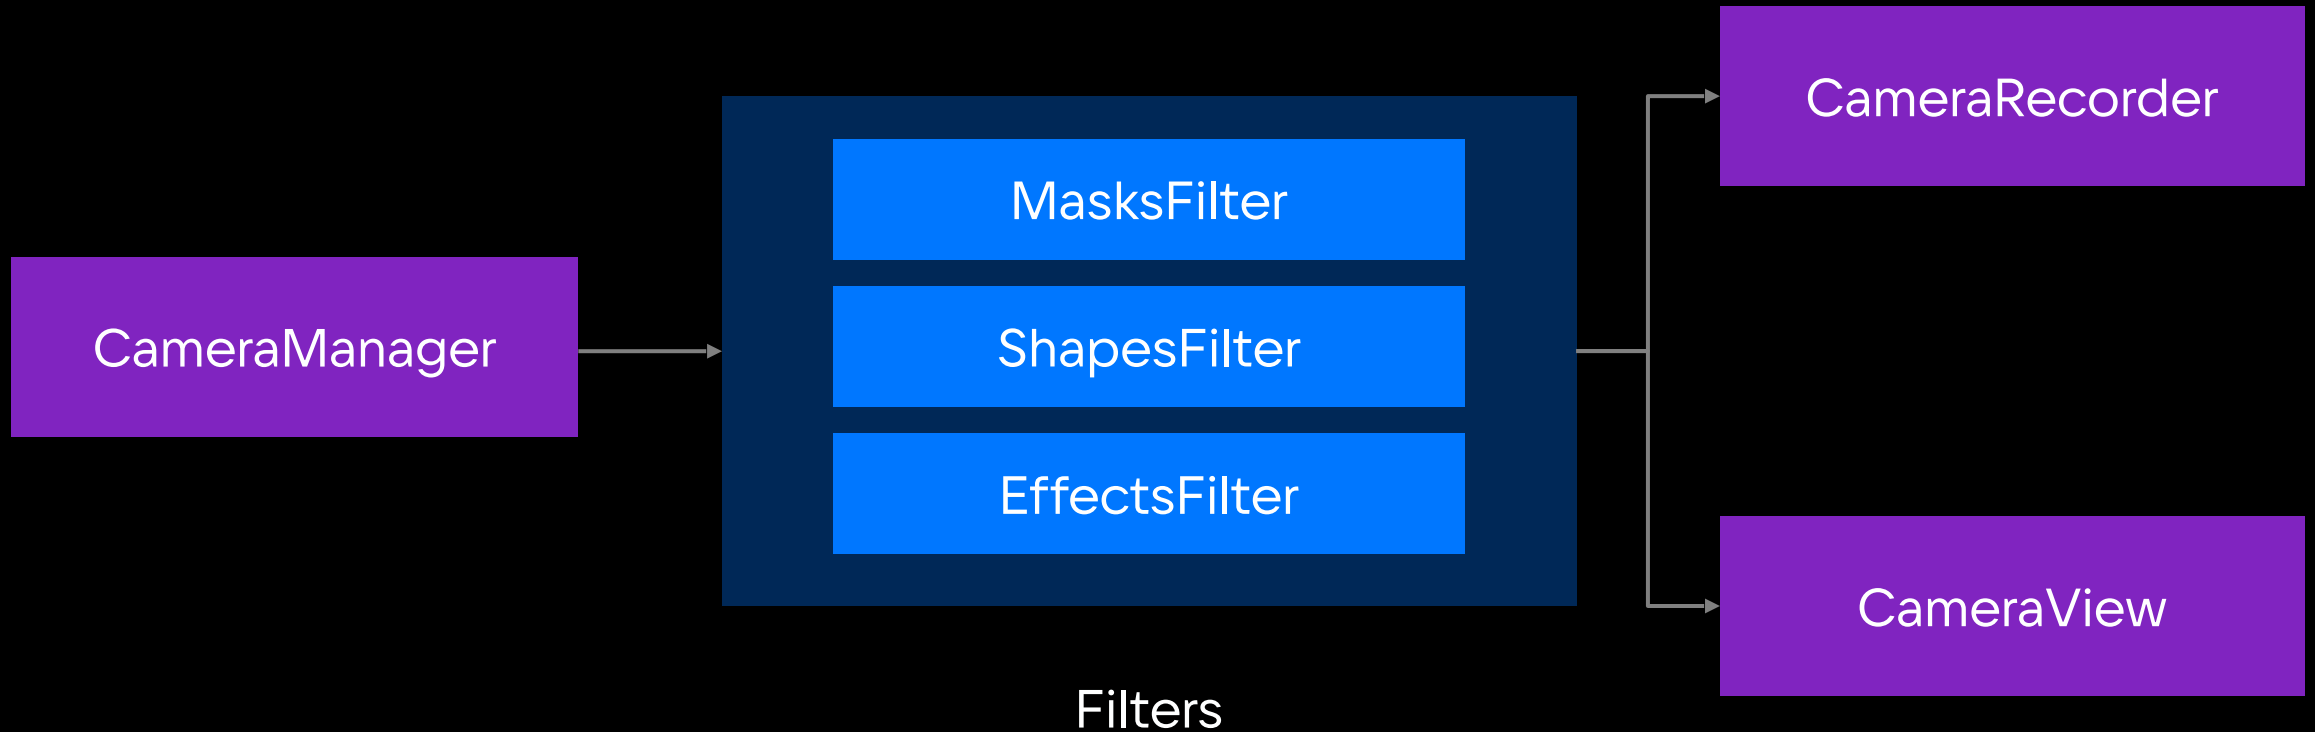 CameraManager
MasksFilter
ShapesFilter
EffectsFilter
Filters
CameraRecorder
CameraView